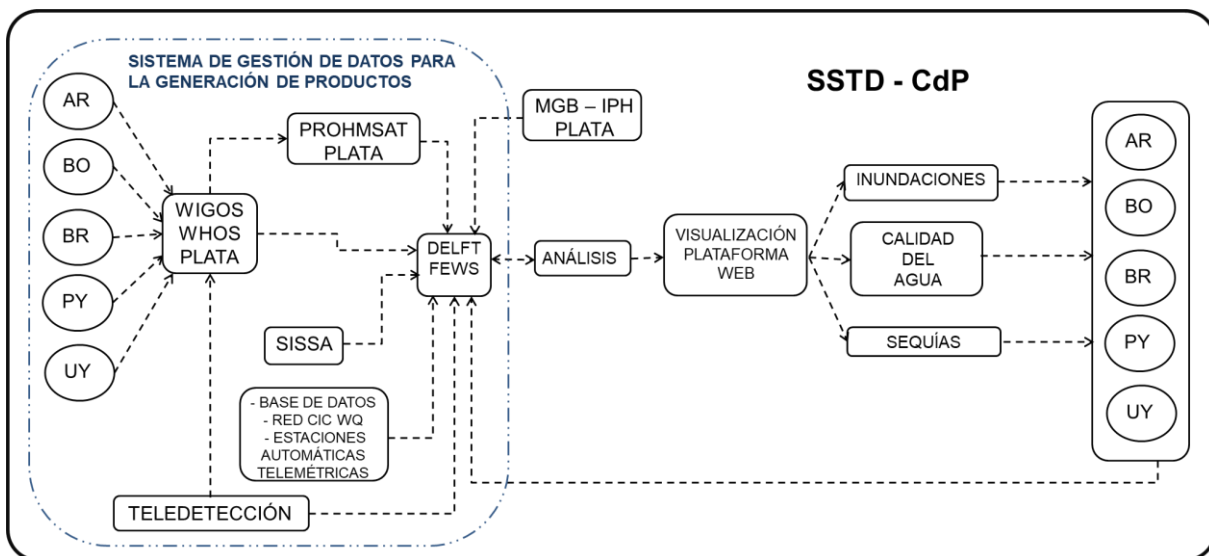 SISTEMA DE GESTIÓN DE DATOS PARA
LA GENERACIÓN DE PRODUCTOS
SSTD - CdP
AR
BO
BR
PY
UY
WIGOS
WHOS
PLATA
PROHMSAT
PLATA
MGB – IPH
PLATA
DELFT
FEWS
SISSA
- BASE DE DATOS
- RED CIC WQ
- ESTACIONES
AUTOMÁTICAS
TELEMÉTRICAS
TELEDETECCIÓN
ANÁLISIS
VISUALIZACIÓN
PLATAFORMA
WEB
INUNDACIONES
CALIDAD
DEL
AGUA
SEQUÍAS
AR
BO
BR
PY
UY